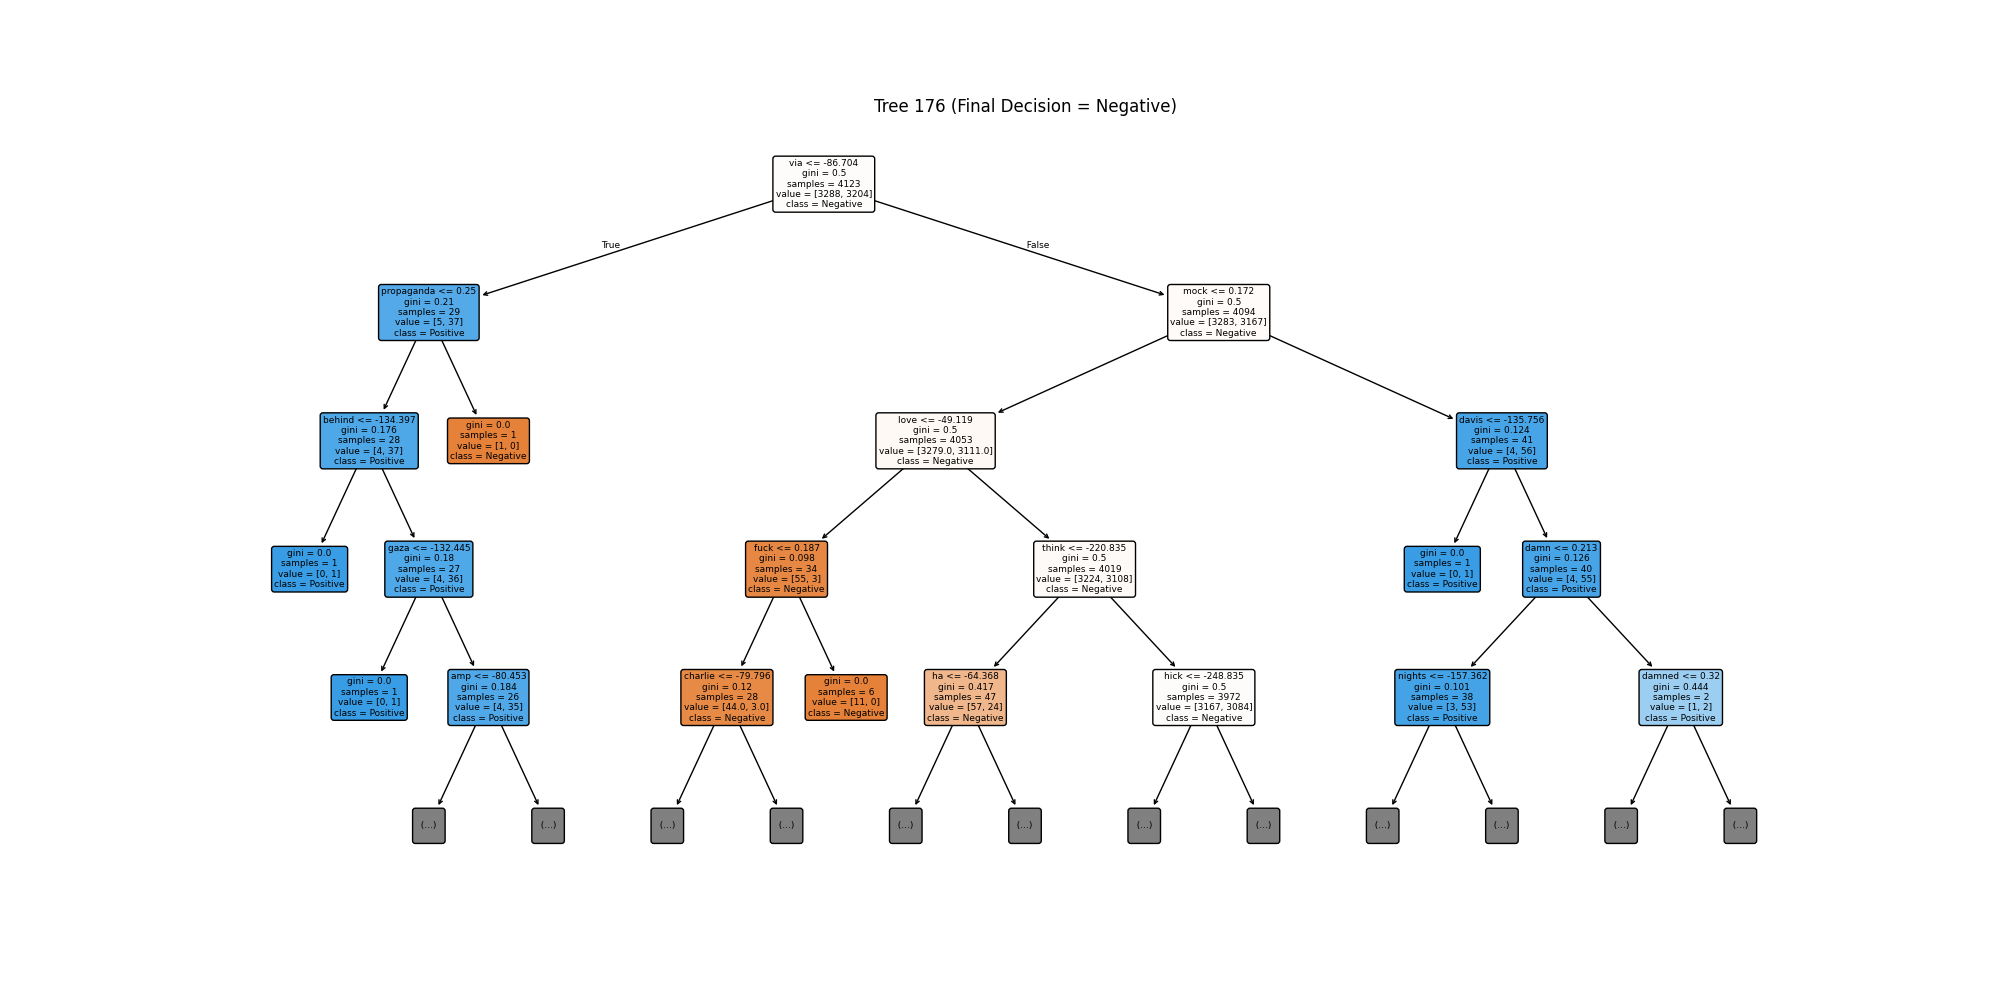 Tree 176 (Final Decision = Negative)
via <= -86.704
gini = 0.5
samples = 4123
value = [3288, 3204]
class = Negative
True
False
propaganda <= 0.25
gini = 0.21
samples = 29
value = [5, 37]
class = Positive
mock <= 0.172
gini = 0.5
samples = 4094
value = [3283, 3167]
class = Negative
behind <= -134.397
gini = 0.176
samples = 28
value = [4, 37]
class = Positive
gini = 0.0
samples = 1
value = [1, 0]
class = Negative
love <= -49.119
gini = 0.5
samples = 4053
value = [3279.0, 3111.0]
class = Negative
davis <= -135.756
gini = 0.124
samples = 41
value = [4, 56]
class = Positive
gini = 0.0
samples = 1
value = [0, 1]
class = Positive
gaza <= -132.445
gini = 0.18
samples = 27
value = [4, 36]
class = Positive
fuck <= 0.187
gini = 0.098
samples = 34
value = [55, 3]
class = Negative
think <= -220.835
gini = 0.5
samples = 4019
value = [3224, 3108]
class = Negative
gini = 0.0
samples = 1
value = [0, 1]
class = Positive
damn <= 0.213
gini = 0.126
samples = 40
value = [4, 55]
class = Positive
gini = 0.0
samples = 1
value = [0, 1]
class = Positive
amp <= -80.453
gini = 0.184
samples = 26
value = [4, 35]
class = Positive
charlie <= -79.796
gini = 0.12
samples = 28
value = [44.0, 3.0]
class = Negative
gini = 0.0
samples = 6
value = [11, 0]
class = Negative
ha <= -64.368
gini = 0.417
samples = 47
value = [57, 24]
class = Negative
hick <= -248.835
gini = 0.5
samples = 3972
value = [3167, 3084]
class = Negative
nights <= -157.362
gini = 0.101
samples = 38
value = [3, 53]
class = Positive
damned <= 0.32
gini = 0.444
samples = 2
value = [1, 2]
class = Positive
(...)
(...)
(...)
(...)
(...)
(...)
(...)
(...)
(...)
(...)
(...)
(...)